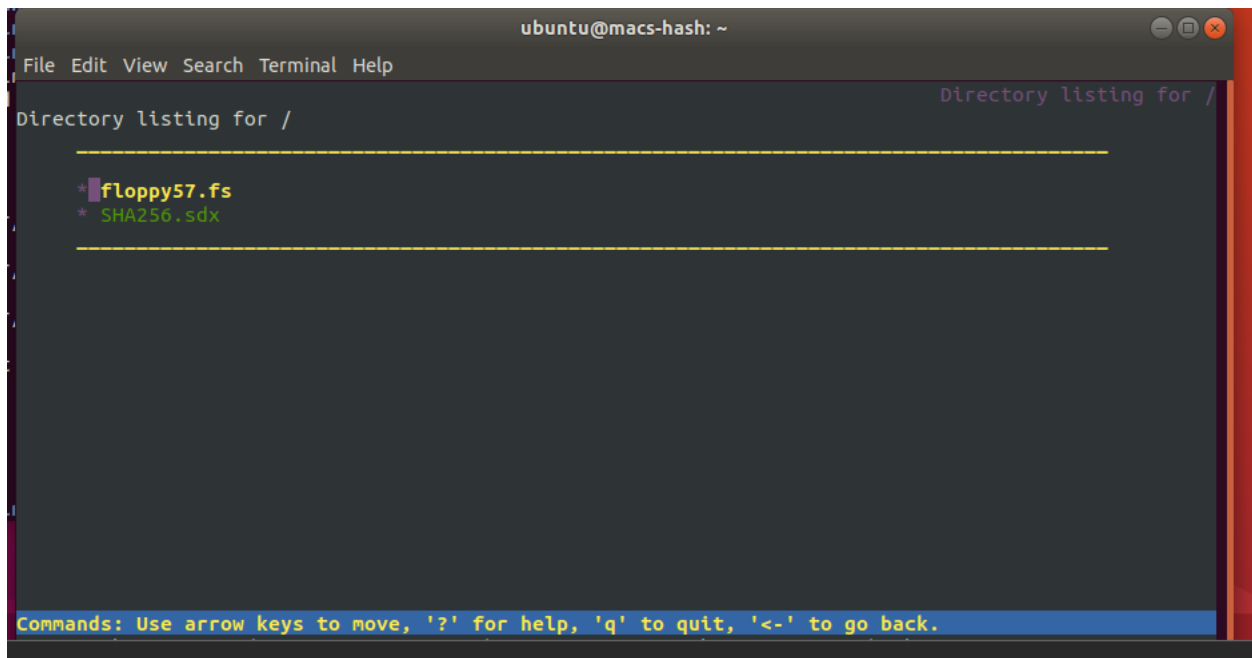 ubuntu@macs-hash: ~
File Edit View Search Terminal Help
Directory listing for /
Directory listing for /
* floppy57.fs
* SHA256.sdx
Commands: Use arrow keys to move, '?' for help, 'q' to quit, '<-' to go back.